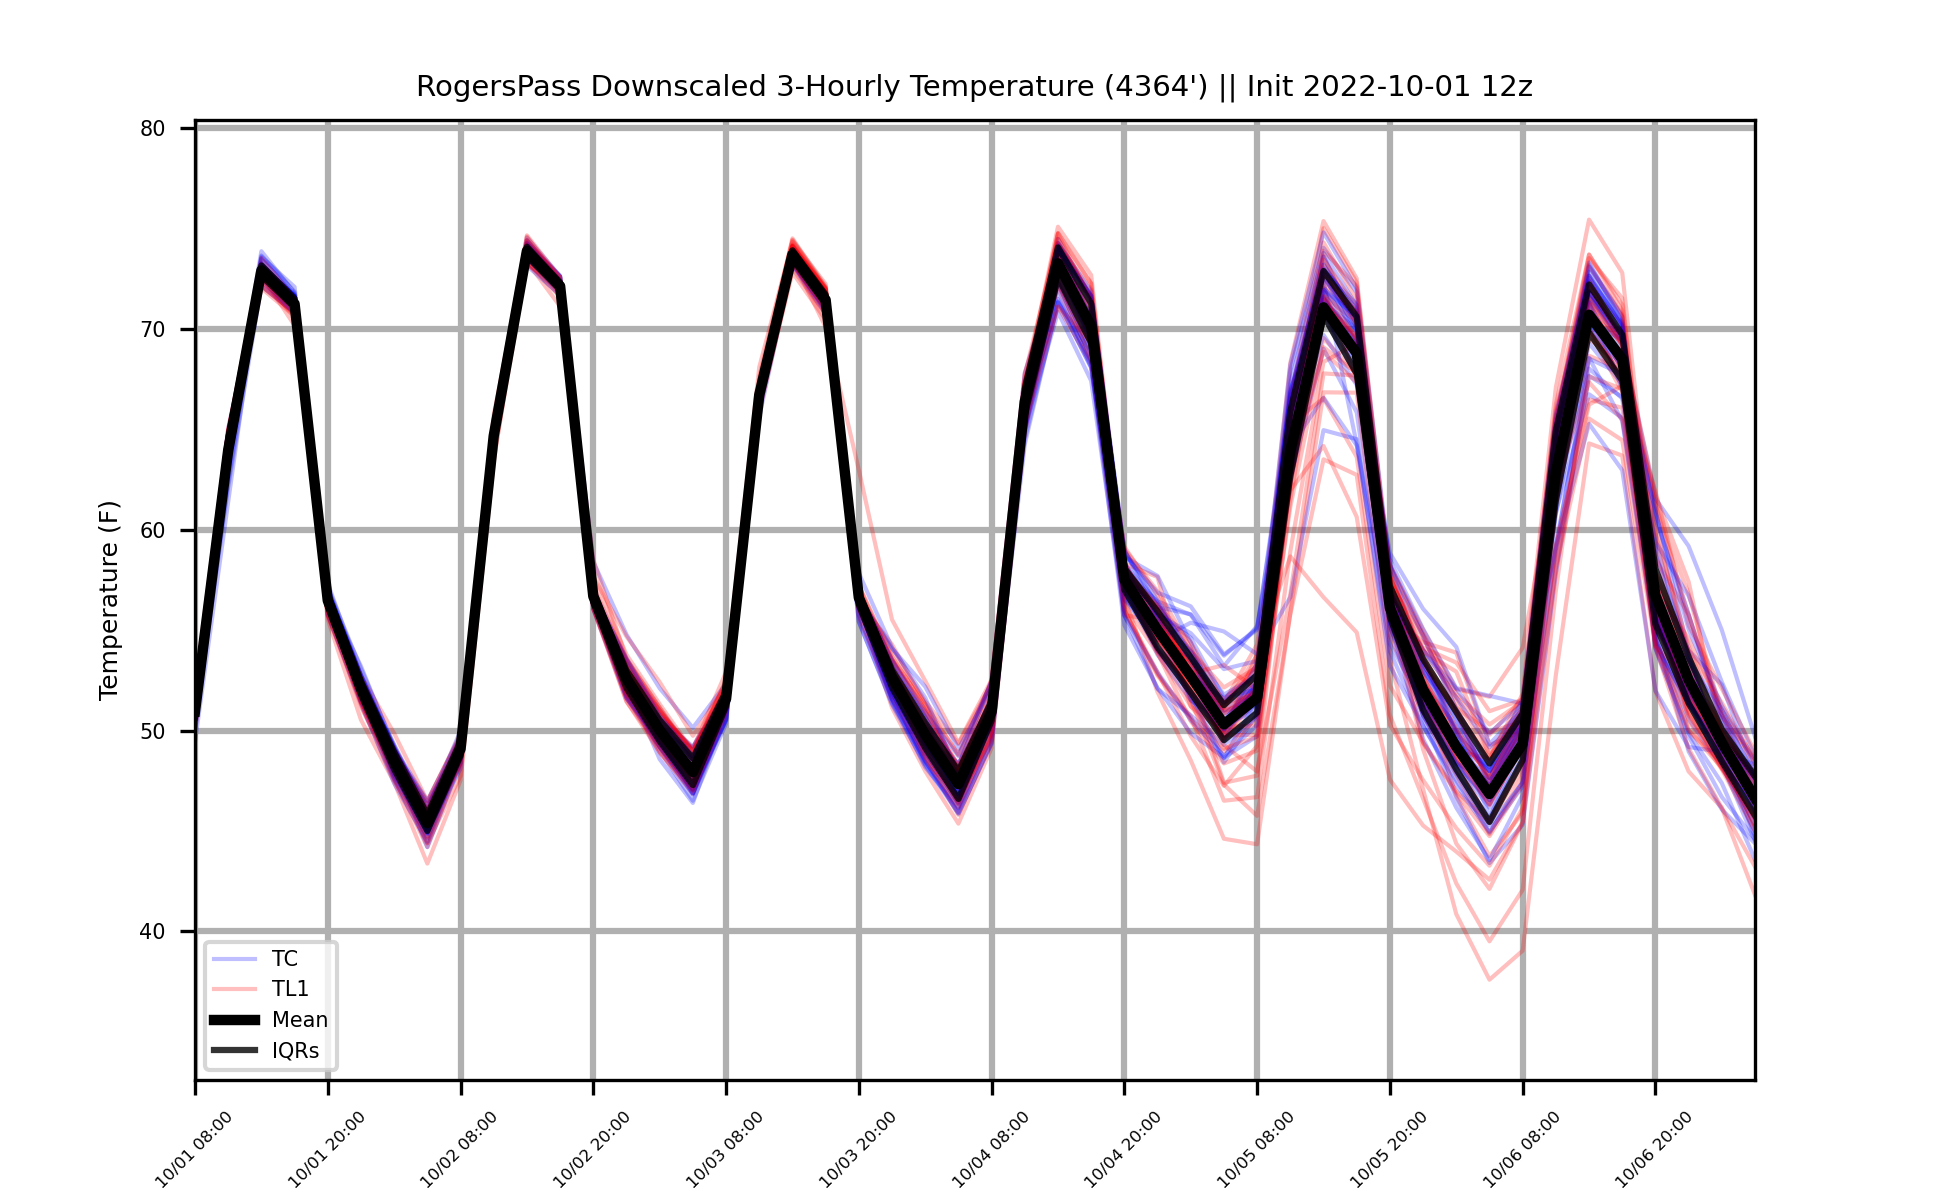 RogersPass Downscaled 3-Hourly Temperature (4364') || Init 2022-10-01 12z
Temperature (F)
80
70
60
50
40
TC
TL1
Mean
IQRs
10/01 08:00
10/01 20:00
10/02 08:00
10/02 20:00
10/03 08:00
10/03 20:00
10/04 08:00
10/04 20:00
10/05 08:00
10/05 20:00
10/06 08:00
10/06 20:00